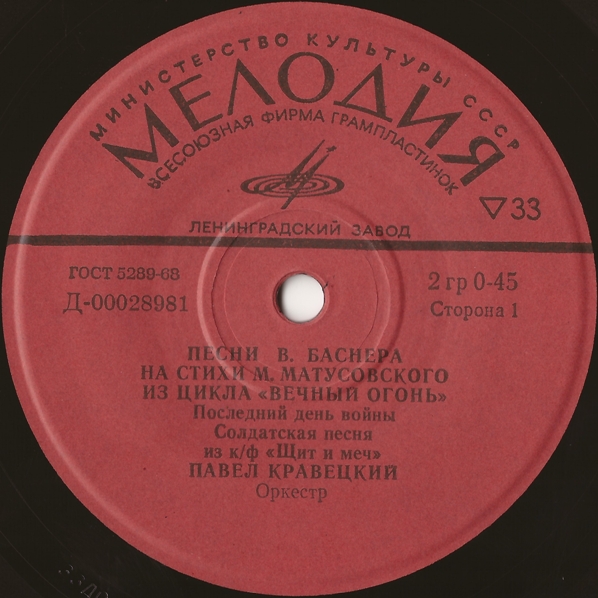 МИНИСТЕРСТВО КУЛЬТУРЫ СССР
МЕЛОДИЯ
ВСЕСОЮЗНАЯ ФИРМА ГРАМПЛАСТИНОК
▽33
ЛЕНИНГРАДСКИЙ ЗАВОД
ГОСТ 5289-68
2 гр 0-45
Д-00028981
Сторона 1
ПЕСНИ В. БАСНЕРА
НА СТИХИ М. МАТУСОВСКОГО
ИЗ ЦИКЛА «ВЕЧНЫЙ ОГОНЬ»
Последний день войны
Солдатская песня
из к/ф «Щит и меч»
ПАВЕЛ КРАВЕЦКИЙ
Оркестр